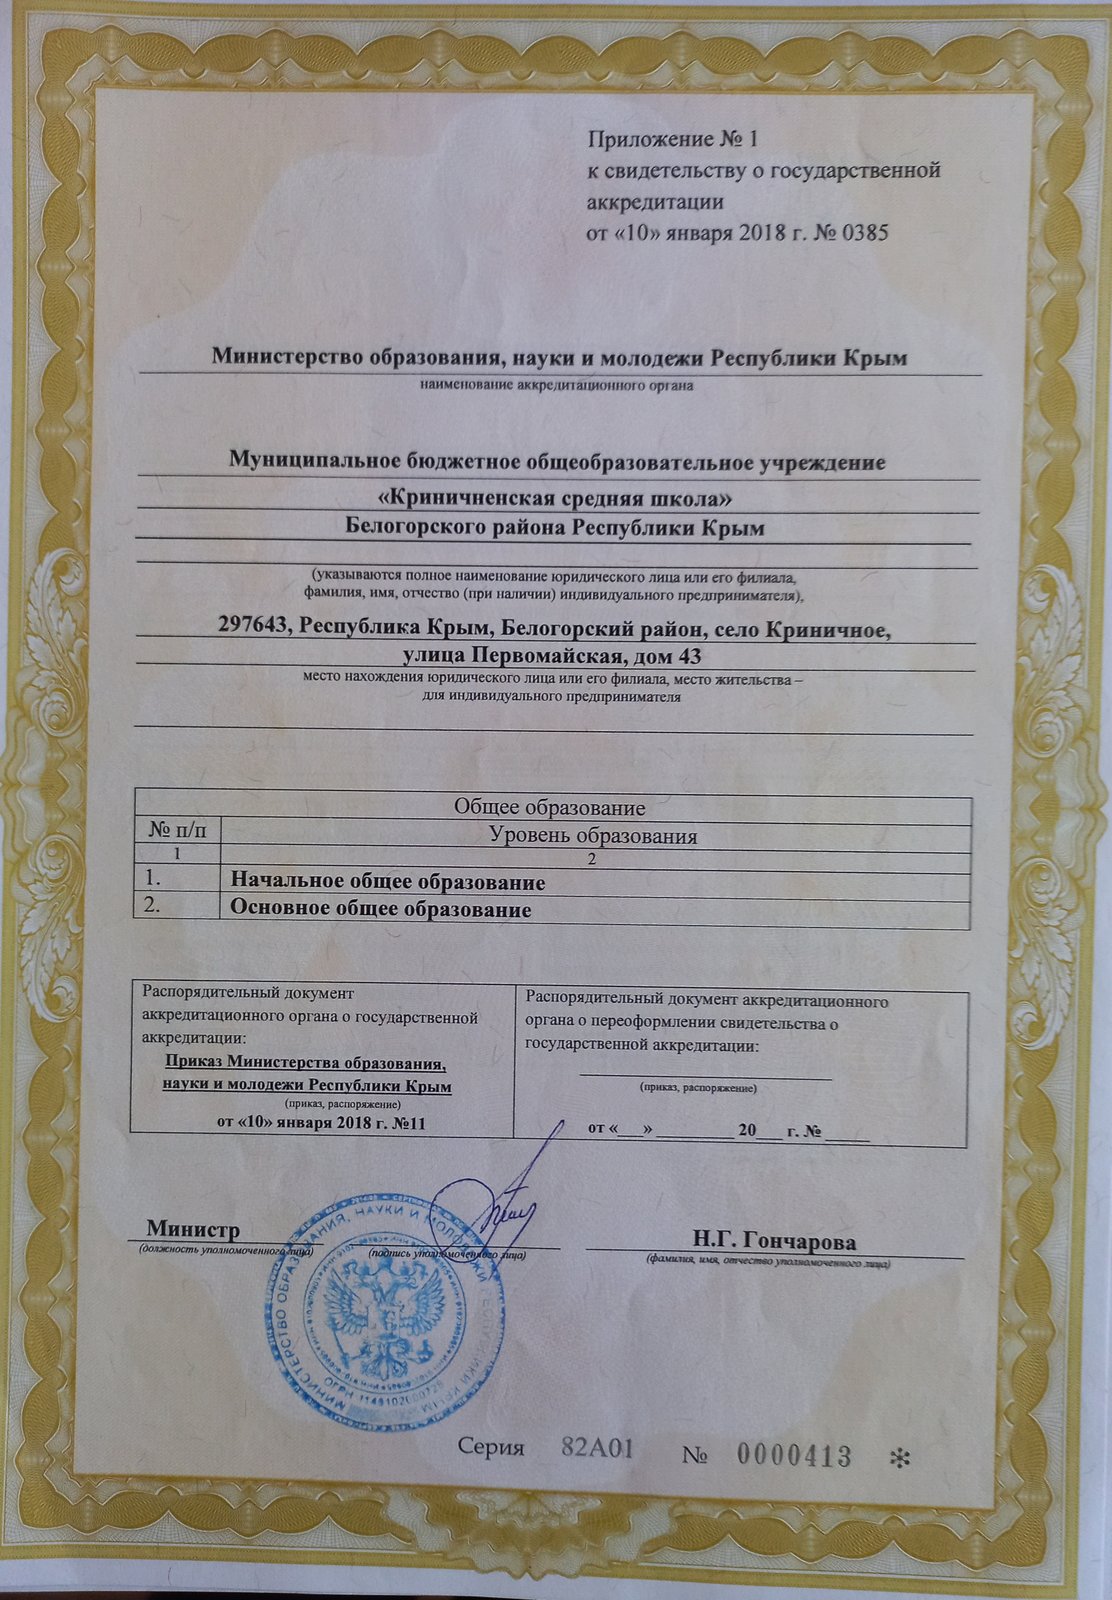 Приложение № 1
к свидетельству о государственной
аккредитации
от «10» января 2018 г. № 0385
Министерство образования, науки и молодежи Республики Крым
наименование аккредитационного органа
Муниципальное бюджетное общеобразовательное учреждение
«Криничненская средняя школа»
Белогорского района Республики Крым
(указываются полное наименование юридического лица или его филиала,
фамилия, имя, отчество (при наличии) индивидуального предпринимателя),
297643, Республика Крым, Белогорский район, село Криничное,
улица Первомайская, дом 43
место нахождения юридического лица или его филиала, место жительства –
для индивидуального предпринимателя
Общее образование
№ п/п Уровень образования
1 2
1. Начальное общее образование
2. Основное общее образование
Распорядительный документ
аккредитационного органа о государственной
аккредитации:
Приказ Министерства образования,
науки и молодежи Республики Крым
(приказ, распоряжение)
от «10» января 2018 г. №11
Распорядительный документ аккредитационного
органа о переоформлении свидетельства о
государственной аккредитации:
(приказ, распоряжение)
от «___» _________ 20___ г. № _____
Министр
(должность уполномоченного лица)
(подпись уполномоченного лица)
Н.Г. Гончарова
(фамилия, имя, отчество уполномоченного лица)
МИНИСТЕРСТВО ОБРАЗОВАНИЯ, НАУКИ И МОЛОДЕЖИ РЕСПУБЛИКИ КРЫМ
Серия 82А01 № 0000413 ✻